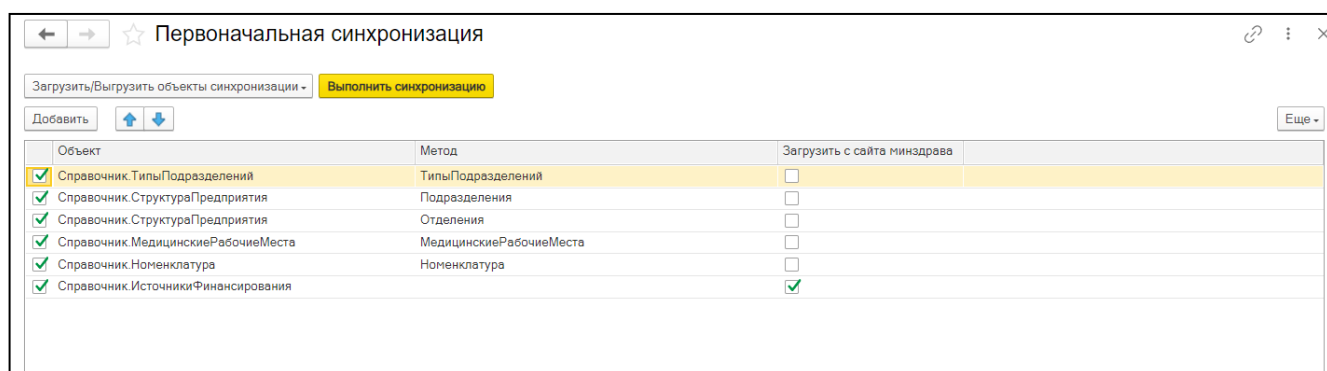 Первоначальная синхронизация
Загрузить/Выгрузить объекты синхронизации Выполнить синхронизацию
Добавить Еще
Объект Метод Загрузить с сайта минздрава
Справочник.ТипыПодразделений ТипыПодразделений
Справочник.СтруктураПредприятия Подразделения
Справочник.СтруктураПредприятия Отделения
Справочник.МедицинскиеРабочиеМеста МедицинскиеРабочиеМеста
Справочник.Номенклатура Номенклатура
Справочник.ИсточникиФинансирования